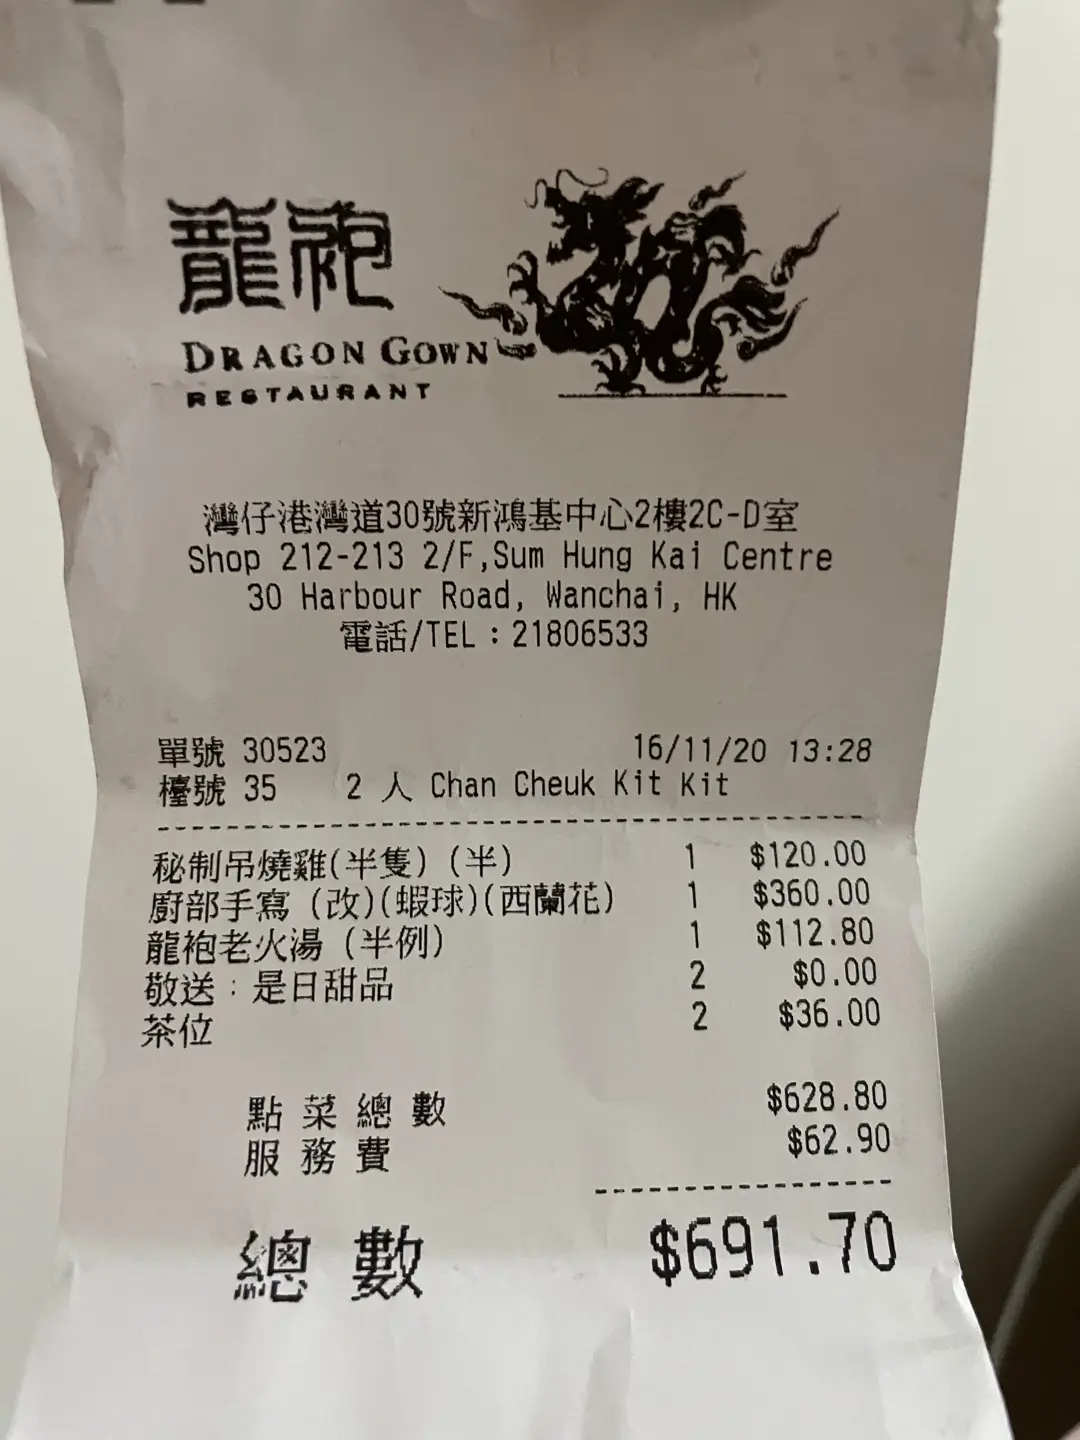 龍袍
DRAGON GOWN
RESTAURANT
灣仔港灣道30號新鴻基中心2樓2C-D室
Shop 212-213 2/F,Sum Hung Kai Centre
30 Harbour Road, Wanchai, HK
電話/TEL：21806533
單號 30523 16/11/20 13:28
檯號 35 2 人 Chan Cheuk Kit Kit
秘制吊燒雞(半隻) (半) 1 $120.00
廚部手寫 (改)(蝦球)(西蘭花) 1 $360.00
龍袍老火湯 (半例) 1 $112.80
敬送：是日甜品 2 $0.00
茶位 2 $36.00
點菜總數 $628.80
服務費 $62.90
總數 $691.70